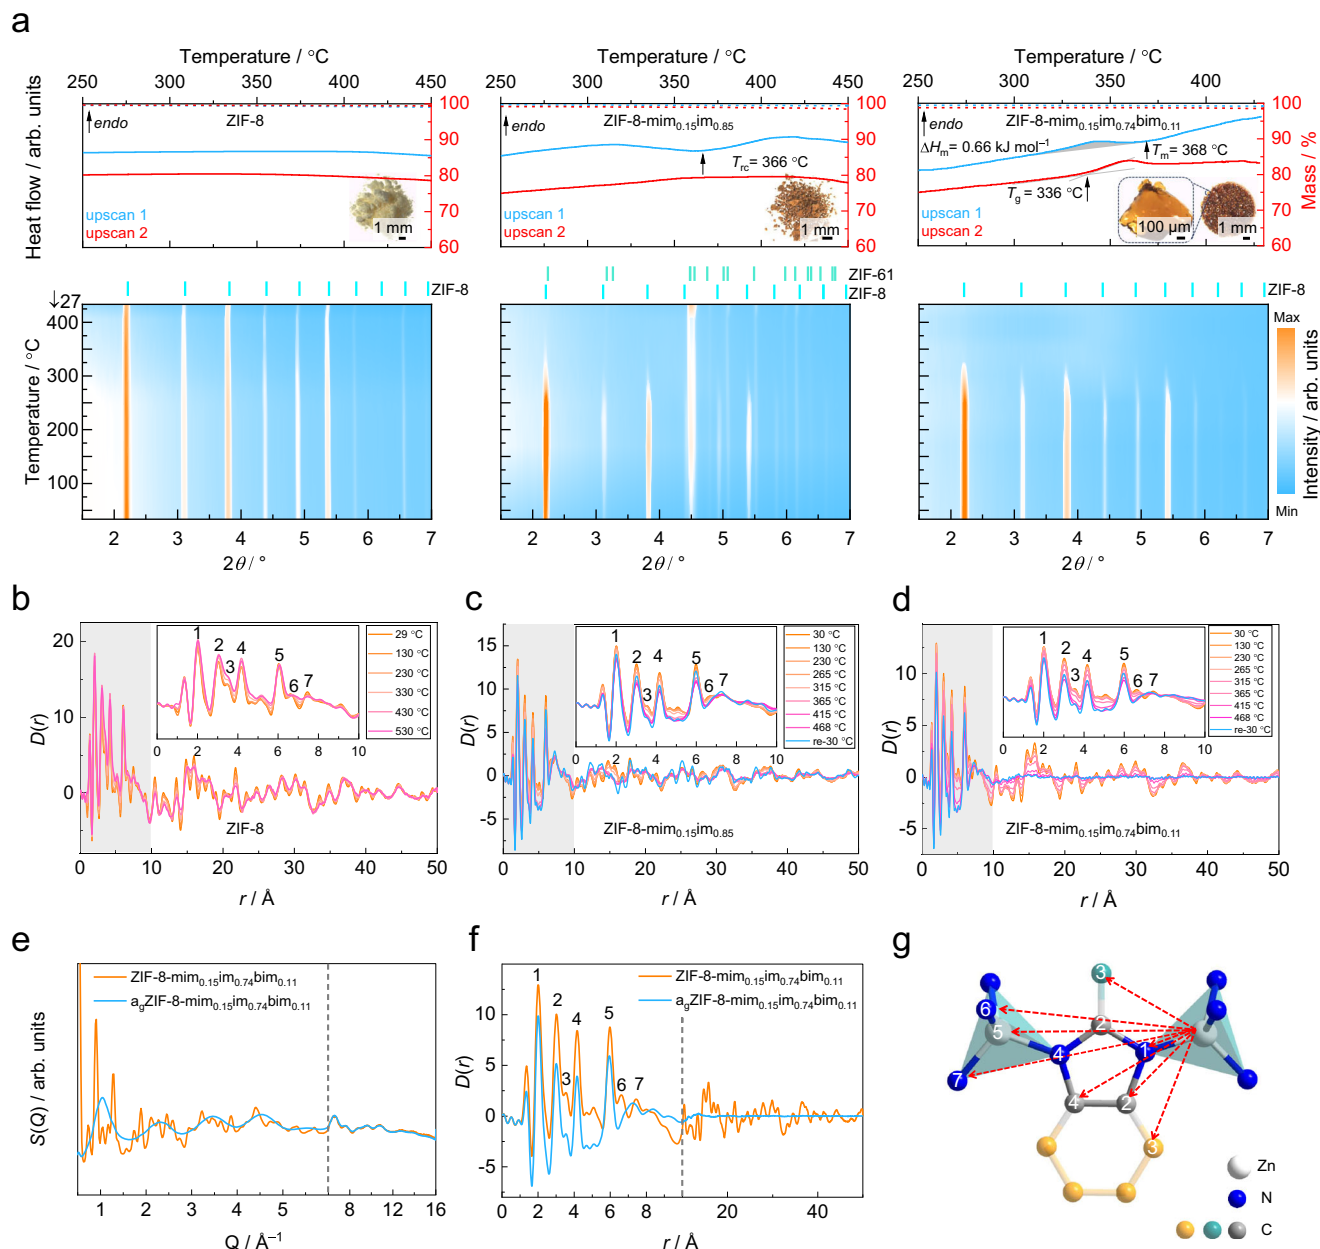 a
Temperature / °C
Temperature / °C
Temperature / °C
250 300 350 400 450
250 300 350 400 450
250 300 350 400
Heat flow / arb. units
endo
ZIF-8
upscan 1
upscan 2
1 mm
100
90
80
70
60
endo
ZIF-8-mim0.15im0.85
Trc= 366 °C
upscan 1
upscan 2
1 mm
100
90
80
70
60
endo
ZIF-8-mim0.15im0.74bim0.11
ΔHm= 0.66 kJ mol−1
Tm= 368 °C
Tg= 336 °C
upscan 1
upscan 2
100 µm
1 mm
100
90
80
70
60
Mass / %
↓27
ZIF-8
ZIF-61
ZIF-8
ZIF-8
Temperature / °C
400
300
200
100
2 3 4 5 6 7
2 3 4 5 6 7
2 3 4 5 6 7
2θ / °
2θ / °
2θ / °
Max
Min
Intensity / arb. units
b
D(r)
20
10
0
1 2 3 4 5 6 7
0 2 4 6 8 10
29 °C
130 °C
230 °C
330 °C
430 °C
530 °C
ZIF-8
0 10 20 30 40 50
r / Å
c
D(r)
15
10
5
0
-5
1 2 3 4 5 6 7
0 2 4 6 8 10
30 °C
130 °C
230 °C
265 °C
315 °C
365 °C
415 °C
468 °C
re-30 °C
ZIF-8-mim0.15im0.85
0 10 20 30 40 50
r / Å
d
D(r)
10
5
0
-5
1 2 3 4 5 6 7
0 2 4 6 8 10
30 °C
130 °C
230 °C
265 °C
315 °C
365 °C
415 °C
468 °C
re-30 °C
ZIF-8-mim0.15im0.74bim0.11
0 10 20 30 40 50
r / Å
e
S(Q) / arb. units
ZIF-8-mim0.15im0.74bim0.11
agZIF-8-mim0.15im0.74bim0.11
1 2 3 4 5 8 12 16
Q / Å−1
f
D(r)
10
5
0
-5
ZIF-8-mim0.15im0.74bim0.11
agZIF-8-mim0.15im0.74bim0.11
1 2 3 4 5 6 7
0 2 4 6 8 20 40
r / Å
g
3
6
5
2
4
1
7
4
2
3
Zn
N
C